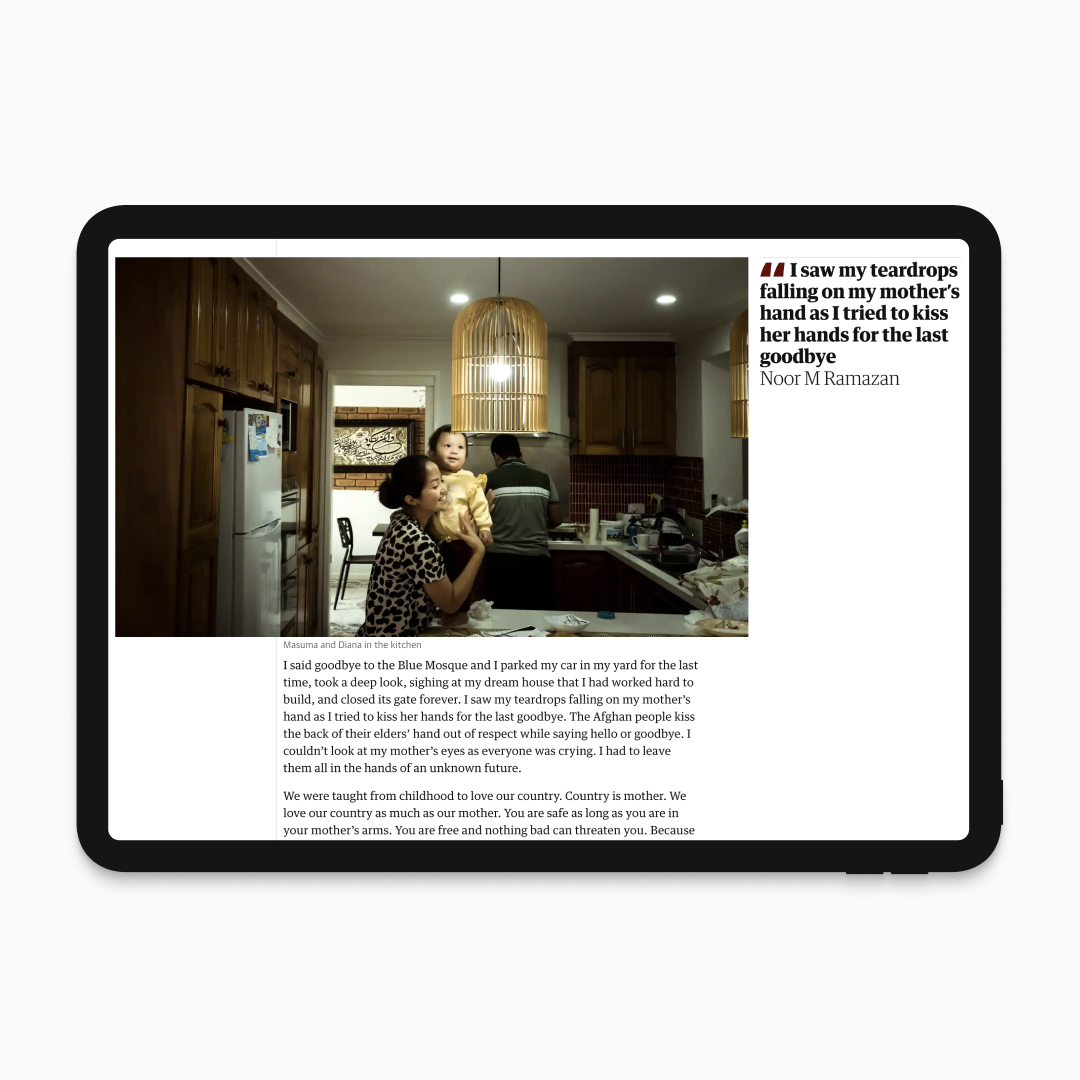 I saw my teardrops
falling on my mother’s
hand as I tried to kiss
her hands for the last
goodbye
Noor M Ramazan
Masuma and Diana in the kitchen
I said goodbye to the Blue Mosque and I parked my car in my yard for the last
time, took a deep look, sighing at my dream house that I had worked hard to
build, and closed its gate forever. I saw my teardrops falling on my mother’s
hand as I tried to kiss her hands for the last goodbye. The Afghan people kiss
the back of their elders’ hand out of respect while saying hello or goodbye. I
couldn’t look at my mother’s eyes as everyone was crying. I had to leave
them all in the hands of an unknown future.
We were taught from childhood to love our country. Country is mother. We
love our country as much as our mother. You are safe as long as you are in
your mother’s arms. You are free and nothing bad can threaten you. Because